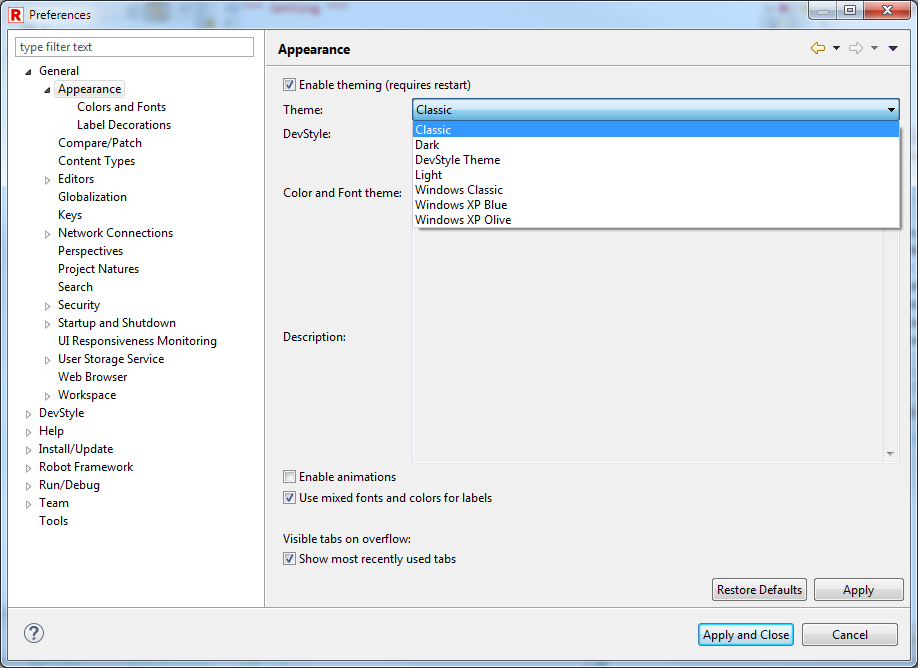 R Preferences
type filter text
General
Appearance
Colors and Fonts
Label Decorations
Compare/Patch
Content Types
Editors
Globalization
Keys
Network Connections
Perspectives
Project Natures
Search
Security
Startup and Shutdown
UI Responsiveness Monitoring
User Storage Service
Web Browser
Workspace
DevStyle
Help
Install/Update
Robot Framework
Run/Debug
Team
Tools
Appearance
Enable theming (requires restart)
Theme: Classic
Classic
Dark
DevStyle Theme
Light
Windows Classic
Windows XP Blue
Windows XP Olive
DevStyle:
Color and Font theme:
Description:
Enable animations
Use mixed fonts and colors for labels
Visible tabs on overflow:
Show most recently used tabs
Restore Defaults Apply
? Apply and Close Cancel